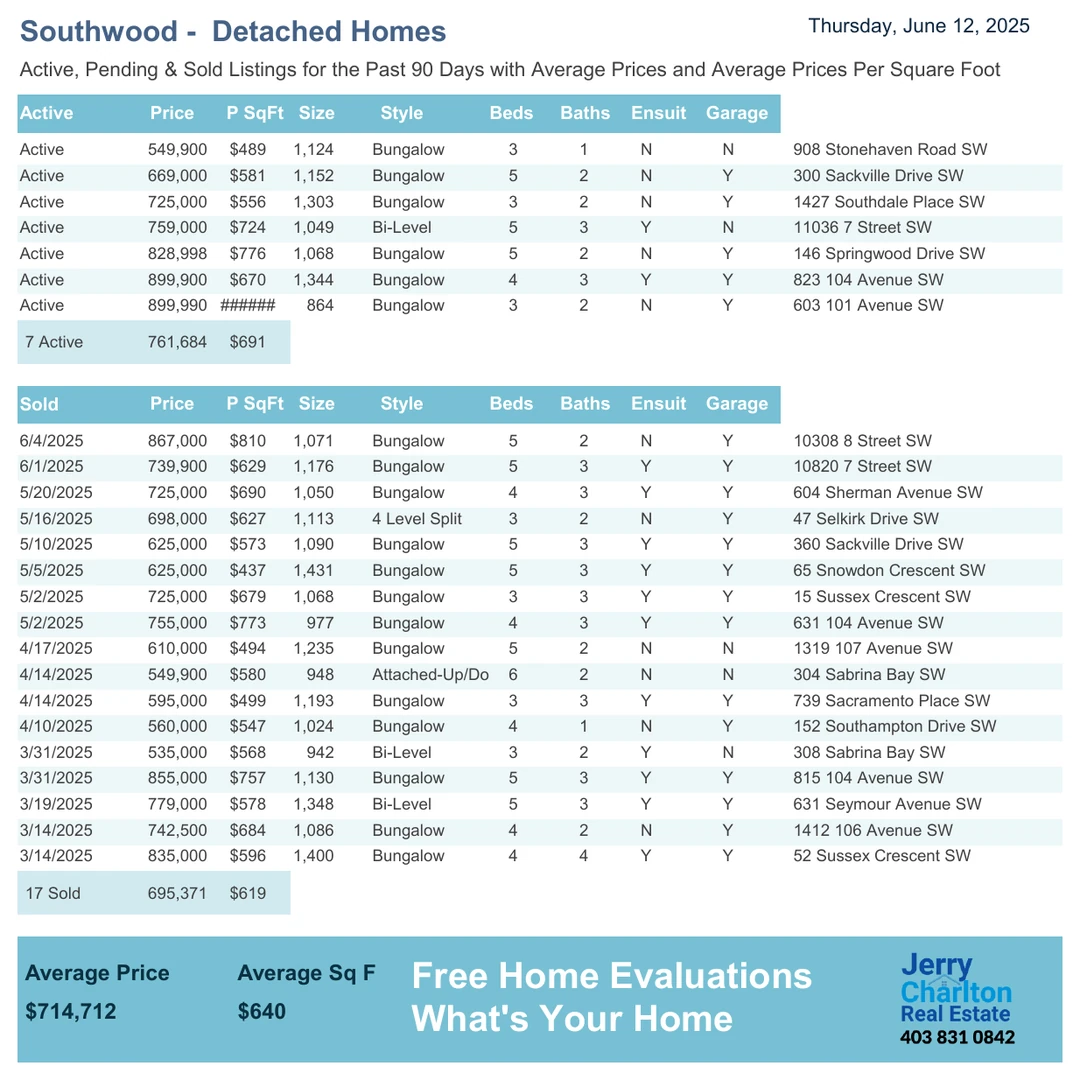 Southwood - Detached Homes
Thursday, June 12, 2025
Active, Pending & Sold Listings for the Past 90 Days with Average Prices and Average Prices Per Square Foot
Active Price P SqFt Size Style Beds Baths Ensuit Garage
Active 549,900 $489 1,124 Bungalow 3 1 N N 908 Stonehaven Road SW
Active 669,000 $581 1,152 Bungalow 5 2 N Y 300 Sackville Drive SW
Active 725,000 $556 1,303 Bungalow 3 2 N Y 1427 Southdale Place SW
Active 759,000 $724 1,049 Bi-Level 5 3 Y N 11036 7 Street SW
Active 828,998 $776 1,068 Bungalow 5 2 N Y 146 Springwood Drive SW
Active 899,900 $670 1,344 Bungalow 4 3 Y Y 823 104 Avenue SW
Active 899,990 ###### 864 Bungalow 3 2 N Y 603 101 Avenue SW
7 Active 761,684 $691
Sold Price P SqFt Size Style Beds Baths Ensuit Garage
6/4/2025 867,000 $810 1,071 Bungalow 5 2 N Y 10308 8 Street SW
6/1/2025 739,900 $629 1,176 Bungalow 5 3 Y Y 10820 7 Street SW
5/20/2025 725,000 $690 1,050 Bungalow 4 3 Y Y 604 Sherman Avenue SW
5/16/2025 698,000 $627 1,113 4 Level Split 3 2 N Y 47 Selkirk Drive SW
5/10/2025 625,000 $573 1,090 Bungalow 5 3 Y Y 360 Sackville Drive SW
5/5/2025 625,000 $437 1,431 Bungalow 5 3 Y Y 65 Snowdon Crescent SW
5/2/2025 725,000 $679 1,068 Bungalow 3 3 Y Y 15 Sussex Crescent SW
5/2/2025 755,000 $773 977 Bungalow 4 3 Y Y 631 104 Avenue SW
4/17/2025 610,000 $494 1,235 Bungalow 5 2 N N 1319 107 Avenue SW
4/14/2025 549,900 $580 948 Attached-Up/Do 6 2 N N 304 Sabrina Bay SW
4/14/2025 595,000 $499 1,193 Bungalow 3 3 Y Y 739 Sacramento Place SW
4/10/2025 560,000 $547 1,024 Bungalow 4 1 N Y 152 Southampton Drive SW
3/31/2025 535,000 $568 942 Bi-Level 3 2 Y N 308 Sabrina Bay SW
3/31/2025 855,000 $757 1,130 Bungalow 5 3 Y Y 815 104 Avenue SW
3/19/2025 779,000 $578 1,348 Bi-Level 5 3 Y Y 631 Seymour Avenue SW
3/14/2025 742,500 $684 1,086 Bungalow 4 2 N Y 1412 106 Avenue SW
3/14/2025 835,000 $596 1,400 Bungalow 4 4 Y Y 52 Sussex Crescent SW
17 Sold 695,371 $619
Average Price Average Sq F
$714,712 $640
Free Home Evaluations
What's Your Home
Jerry
Charlton
Real Estate
403 831 0842